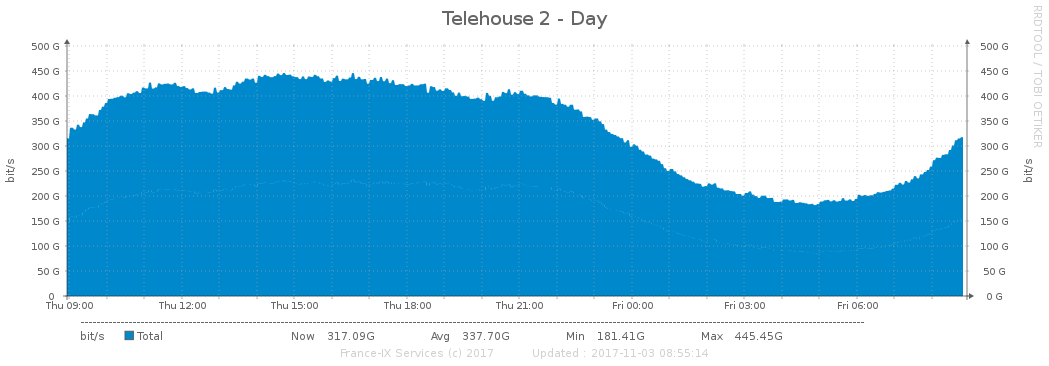 Telehouse 2 - Day
RRDTOOL / TOBI OETIKER
500 G 500 G
450 G 450 G
400 G 400 G
350 G 350 G
300 G 300 G
250 G 250 G
200 G 200 G
150 G 150 G
100 G 100 G
50 G 50 G
0 0 G
bit/s bit/s
Thu 09:00 Thu 12:00 Thu 15:00 Thu 18:00 Thu 21:00 Fri 00:00 Fri 03:00 Fri 06:00
bit/s Total Now 317.09G Avg 337.70G Min 181.41G Max 445.45G
France-IX Services (c) 2017 Updated : 2017-11-03 08:55:14